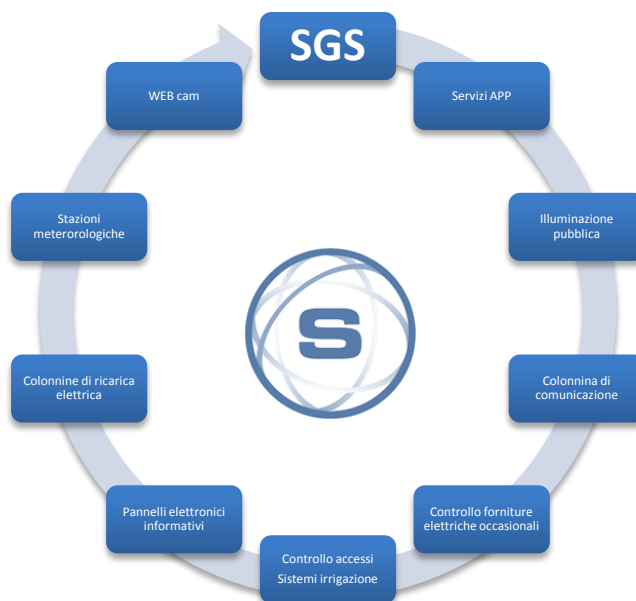 SGS
Servizi APP
Illuminazione
pubblica
Colonnina di
comunicazione
Controllo forniture
elettriche occasionali
Controllo accessi
Sistemi irrigazione
Pannelli elettronici
informativi
Colonnine di ricarica
elettrica
Stazioni
meterorologiche
WEB cam
S